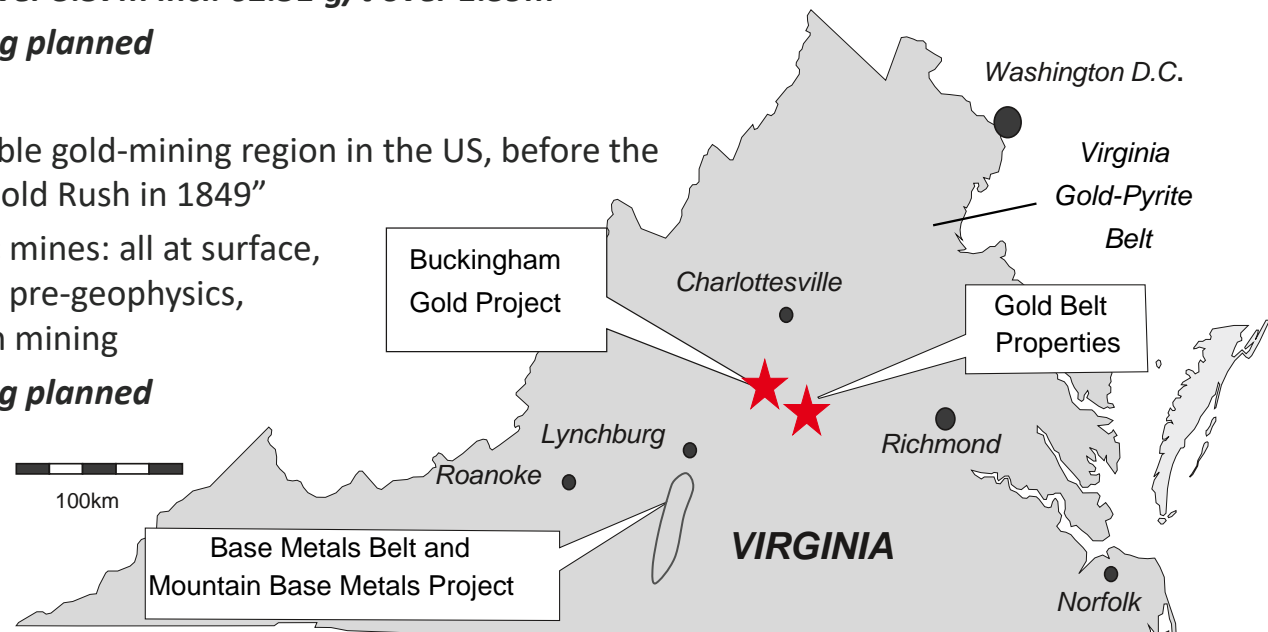 g planned
ble gold-mining region in the US, before the
old Rush in 1849”
mines: all at surface,
pre-geophysics,
mining
g planned
Washington D.C.
Virginia
Gold-Pyrite
Belt
Buckingham
Gold Project
Charlottesville
Gold Belt
Properties
Lynchburg
Richmond
Roanoke
100km
Base Metals Belt and
Mountain Base Metals Project
VIRGINIA
Norfolk